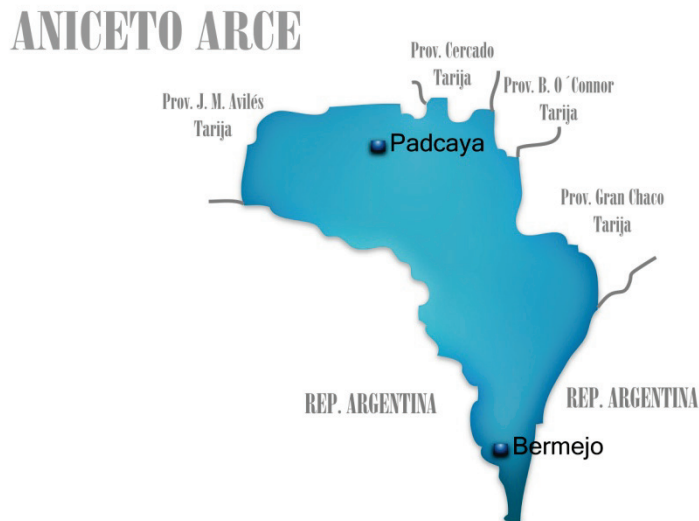 ANICETO ARCE
Prov. Cercado
Tarija
Prov. J. M. Avilés
Tarija
Prov. B. O ´Connor
Tarija
Padcaya
Prov. Gran Chaco
Tarija
REP. ARGENTINA
REP. ARGENTINA
Bermejo